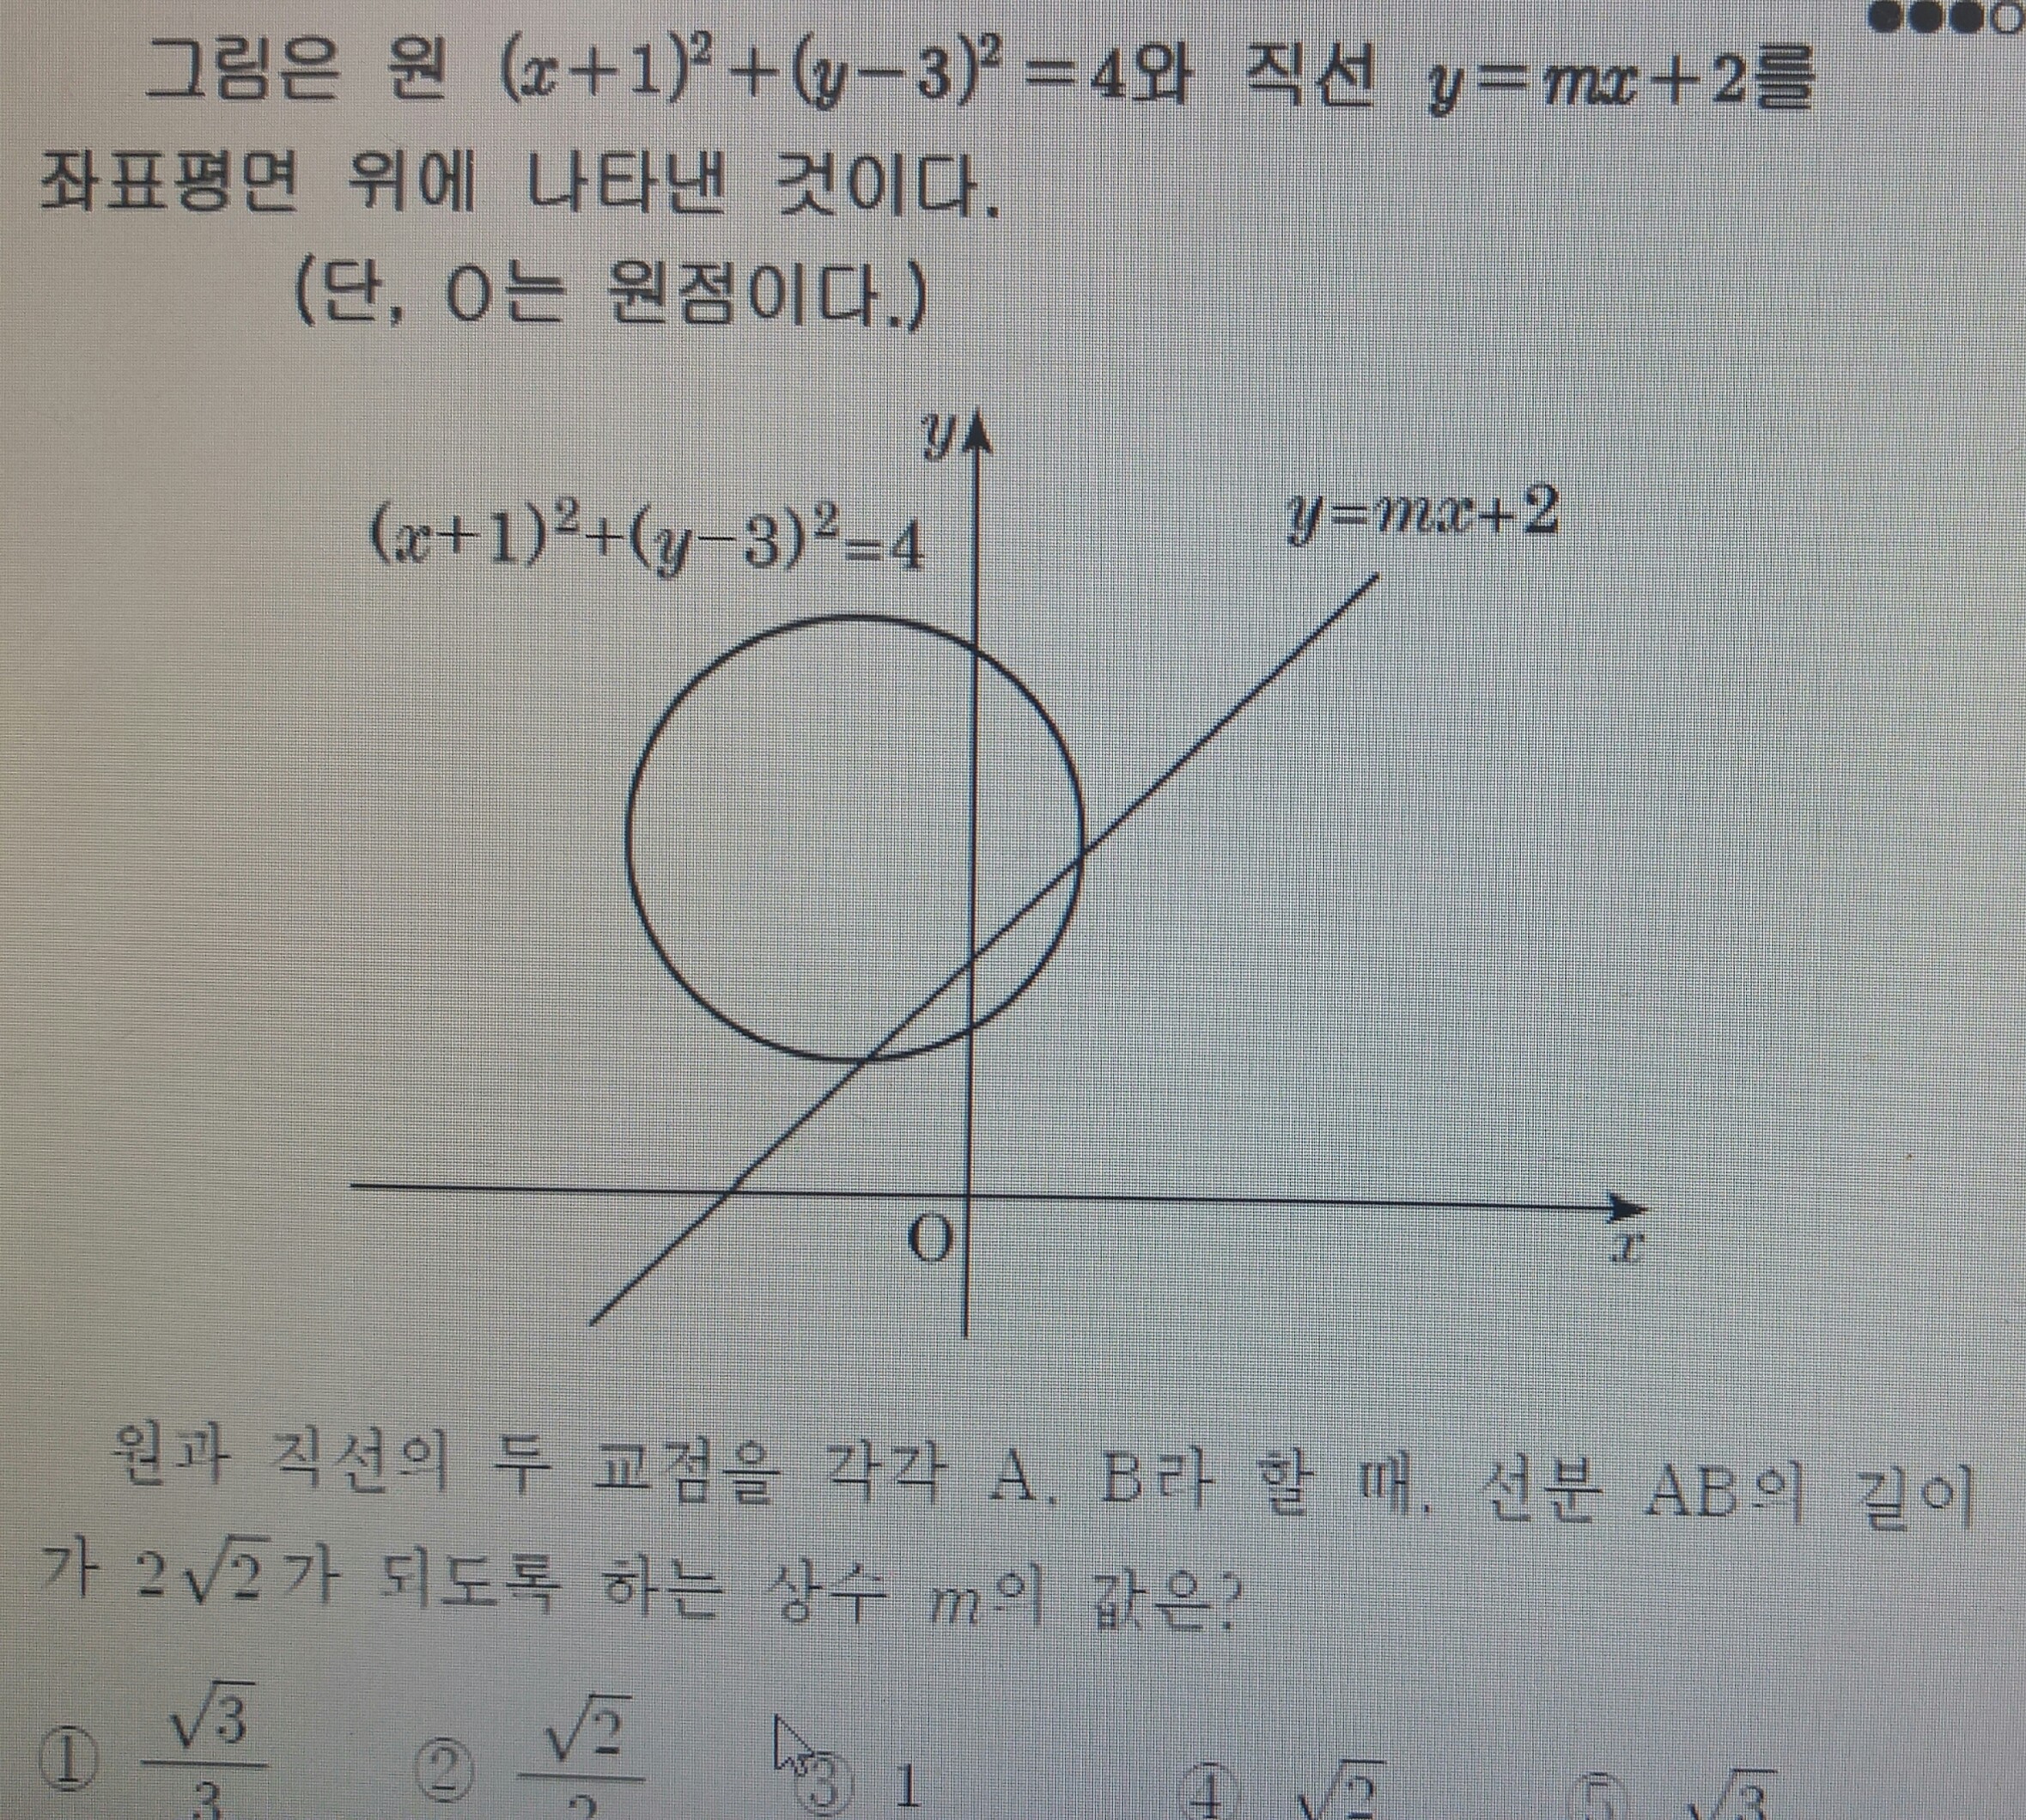 그림은 원 (x+1)²+(y−3)²=4와 직선 y=mx+2를
좌표평면 위에 나타낸 것이다.
(단, O는 원점이다.)
y
(x+1)²+(y−3)²=4
y=mx+2
O
x
원과 직선의 두 교점을 각각 A, B라 할 때, 선분 AB의 길이
가 2√2가 되도록 하는 상수 m의 값은?
① √3/3 ② √2/2 ③ 1 ④ √2 ⑤ √3